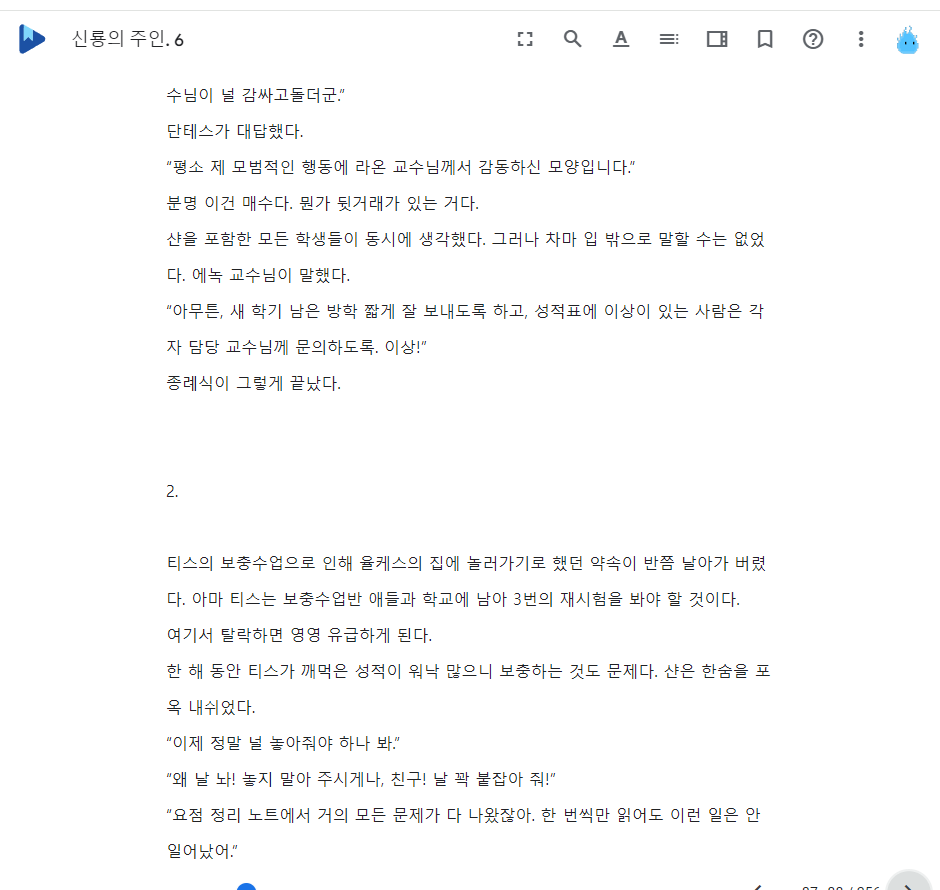 신룡의 주인. 6
수님이 널 감싸고돌더군.”
단테스가 대답했다.
“평소 제 모범적인 행동에 라온 교수님께서 감동하신 모양입니다.”
분명 이건 매수다. 뭔가 뒷거래가 있는 거다.
샨을 포함한 모든 학생들이 동시에 생각했다. 그러나 차마 입 밖으로 말할 수는 없었
다. 에녹 교수님이 말했다.
“아무튼, 새 학기 남은 방학 짧게 잘 보내도록 하고, 성적표에 이상이 있는 사람은 각
자 담당 교수님께 문의하도록. 이상!”
종례식이 그렇게 끝났다.
2.
티스의 보충수업으로 인해 율케스의 집에 놀러가기로 했던 약속이 반쯤 날아가 버렸
다. 아마 티스는 보충수업반 애들과 학교에 남아 3번의 재시험을 봐야 할 것이다.
여기서 탈락하면 영영 유급하게 된다.
한 해 동안 티스가 깨먹은 성적이 워낙 많으니 보충하는 것도 문제다. 샨은 한숨을 포
옥 내쉬었다.
“이제 정말 널 놓아줘야 하나 봐.”
“왜 날 놔! 놓지 말아 주시게나, 친구! 날 꽉 붙잡아 줘!”
“요점 정리 노트에서 거의 모든 문제가 다 나왔잖아. 한 번씩만 읽어도 이런 일은 안
일어났어.”